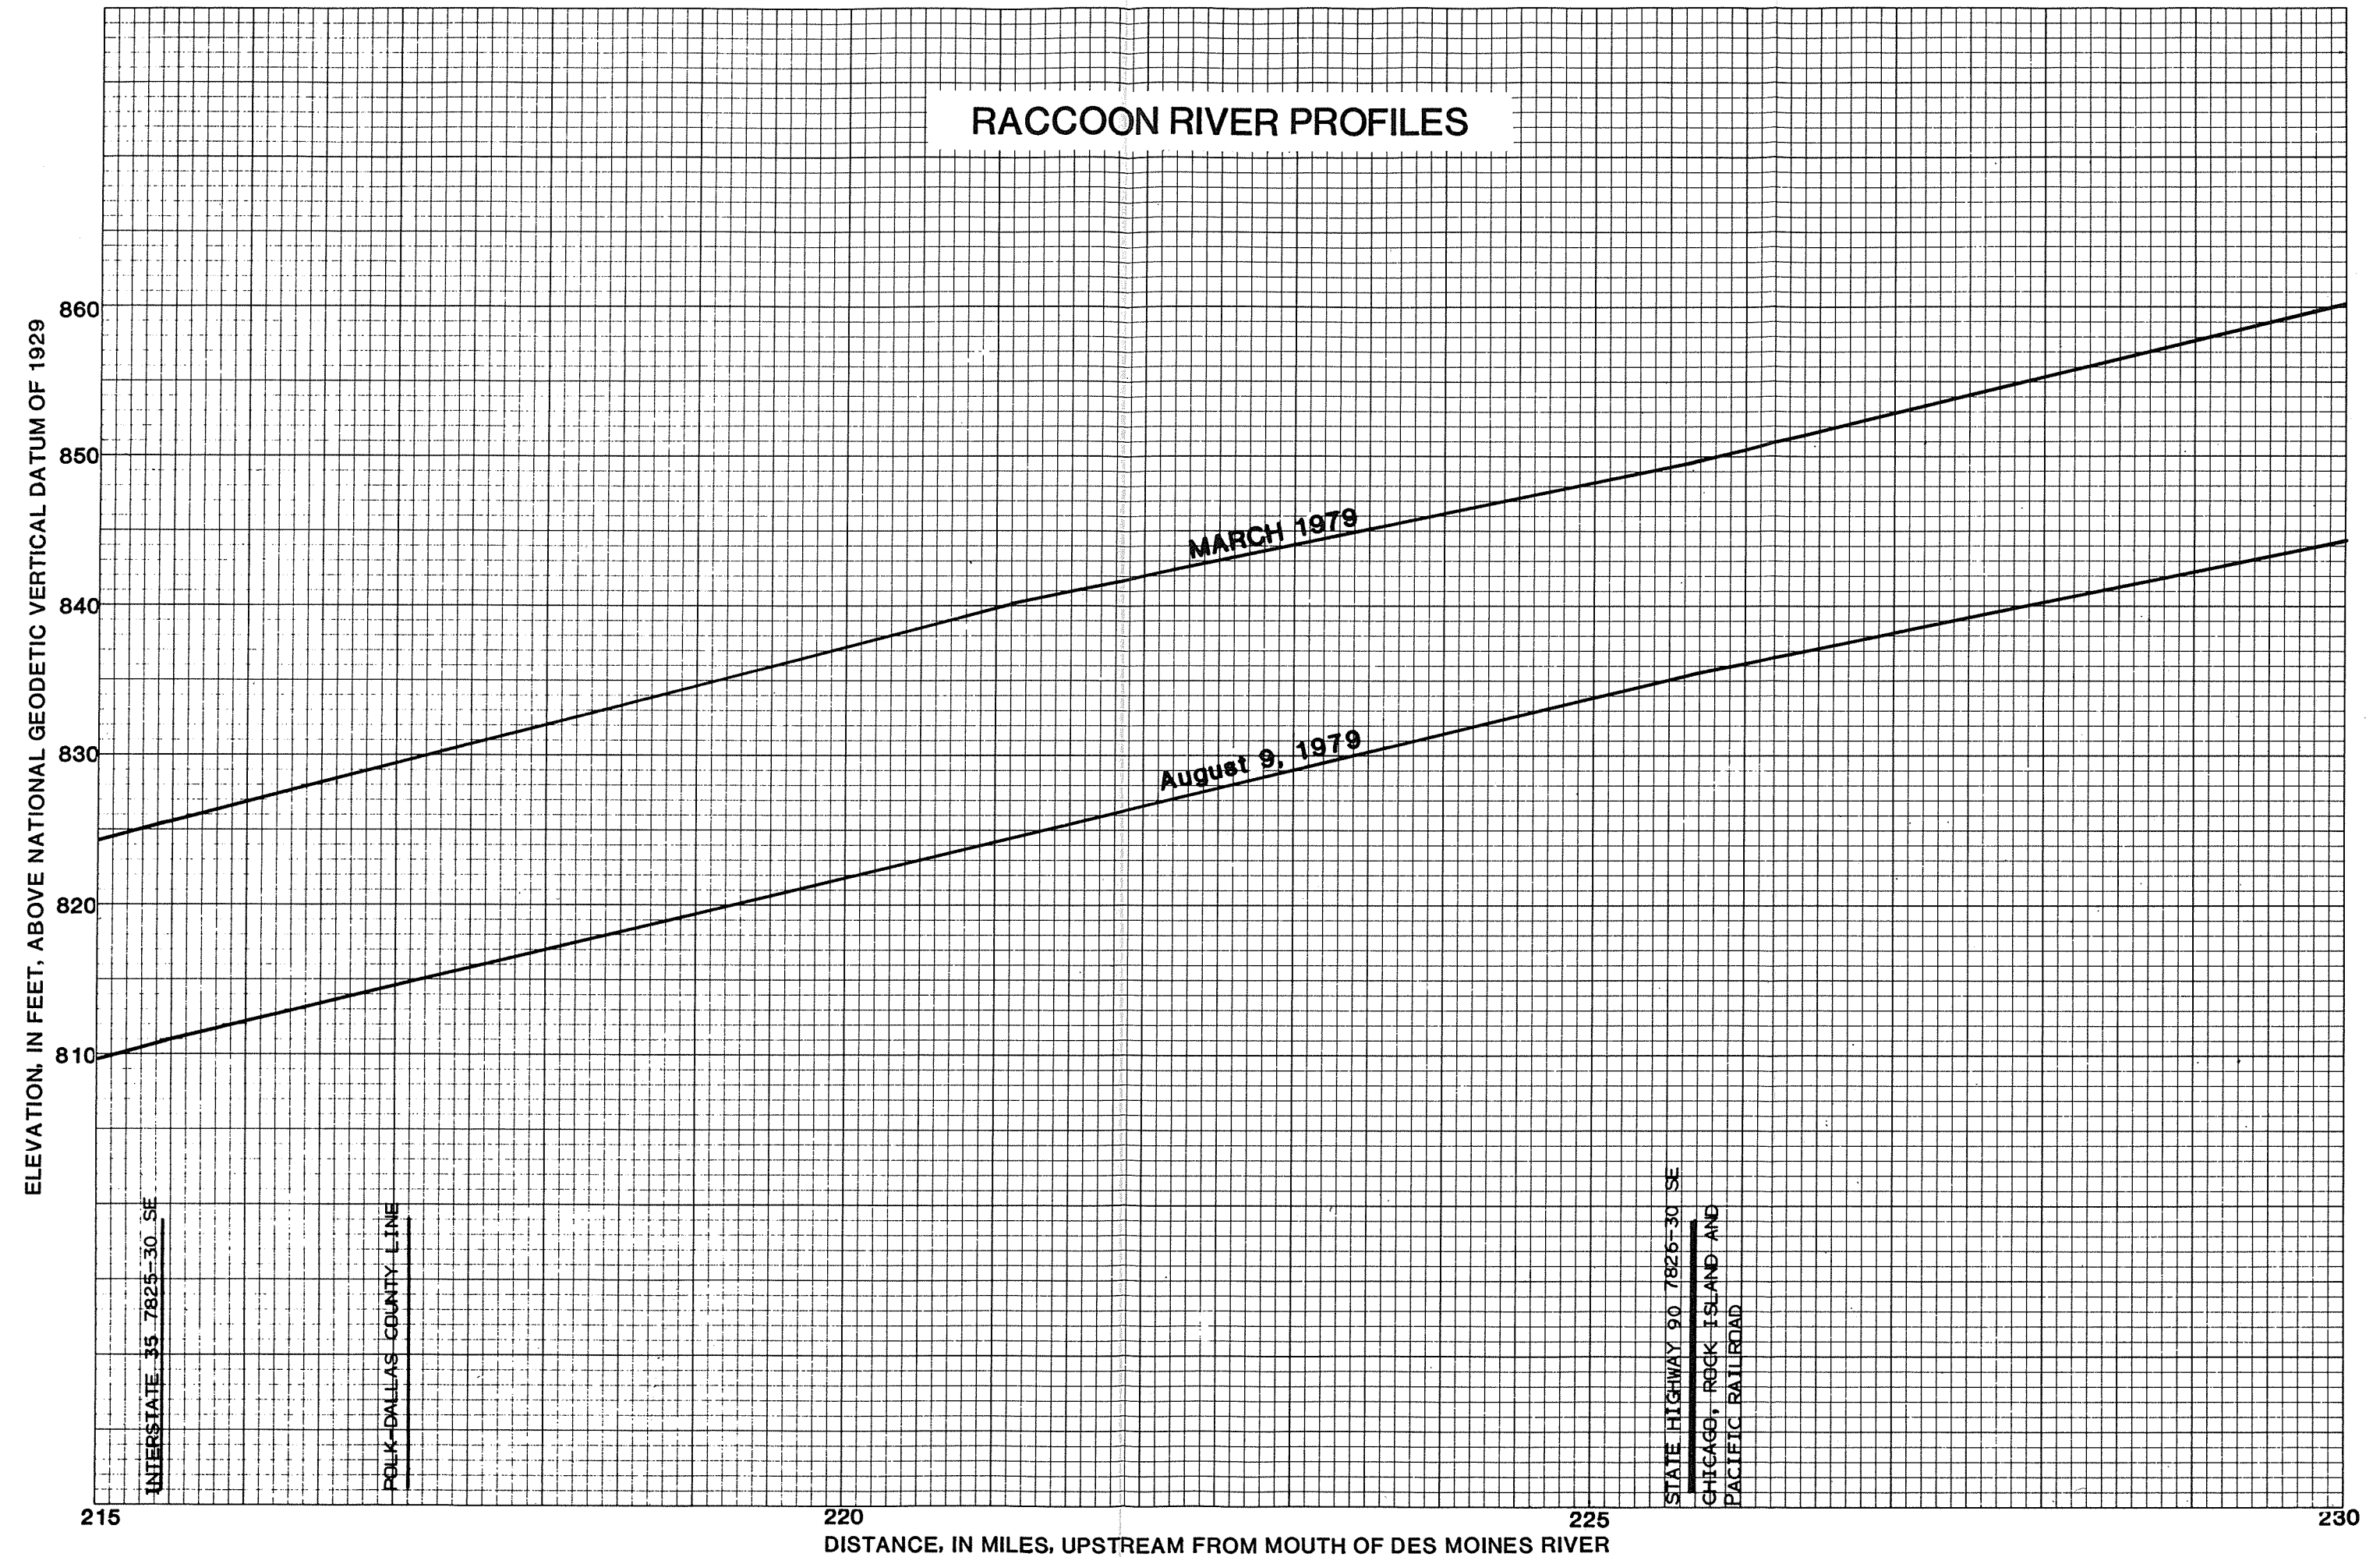 RACCOON RIVER PROFILES
ELEVATION, IN FEET, ABOVE NATIONAL GEODETIC VERTICAL DATUM OF 1929
860
850
840
830
820
810
MARCH 1979
August 9, 1979
INTERSTATE 35 7825-30 SE
POLK-DALLAS COUNTY LINE
STATE HIGHWAY 90 7826-30 SE
CHICAGO, ROCK ISLAND AND
PACIFIC RAILROAD
215
220
225
230
DISTANCE, IN MILES, UPSTREAM FROM MOUTH OF DES MOINES RIVER